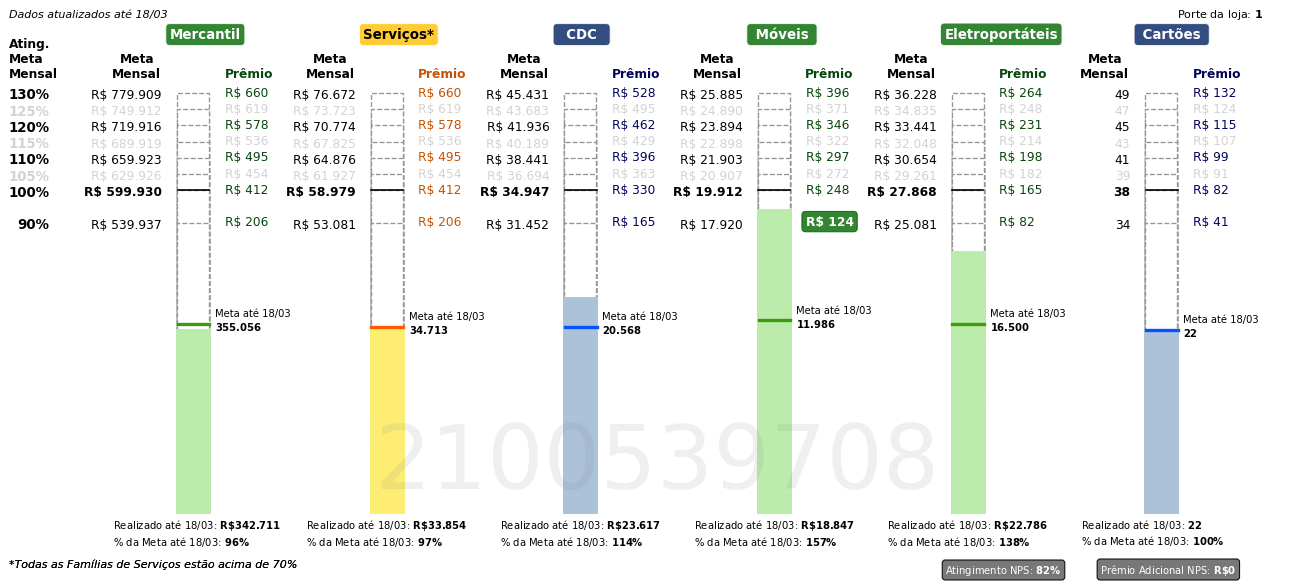 Dados atualizados até 18/03
Porte da loja: 1
Mercantil Serviços* CDC Móveis Eletroportáteis Cartões
Ating.
Meta Meta Meta Meta Meta Meta Meta
Mensal Mensal Prêmio Mensal Prêmio Mensal Prêmio Mensal Prêmio Mensal Prêmio Mensal Prêmio
130% R$ 779.909 R$ 660 R$ 76.672 R$ 660 R$ 45.431 R$ 528 R$ 25.885 R$ 396 R$ 36.228 R$ 264 49 R$ 132
125% R$ 749.912 R$ 619 R$ 73.723 R$ 619 R$ 43.683 R$ 495 R$ 24.890 R$ 371 R$ 34.835 R$ 248 47 R$ 124
120% R$ 719.916 R$ 578 R$ 70.774 R$ 578 R$ 41.936 R$ 462 R$ 23.894 R$ 346 R$ 33.441 R$ 231 45 R$ 115
115% R$ 689.919 R$ 536 R$ 67.825 R$ 536 R$ 40.189 R$ 429 R$ 22.898 R$ 322 R$ 32.048 R$ 214 43 R$ 107
110% R$ 659.923 R$ 495 R$ 64.876 R$ 495 R$ 38.441 R$ 396 R$ 21.903 R$ 297 R$ 30.654 R$ 198 41 R$ 99
105% R$ 629.926 R$ 454 R$ 61.927 R$ 454 R$ 36.694 R$ 363 R$ 20.907 R$ 272 R$ 29.261 R$ 182 39 R$ 91
100% R$ 599.930 R$ 412 R$ 58.979 R$ 412 R$ 34.947 R$ 330 R$ 19.912 R$ 248 R$ 27.868 R$ 165 38 R$ 82
90% R$ 539.937 R$ 206 R$ 53.081 R$ 206 R$ 31.452 R$ 165 R$ 17.920 R$ 124 R$ 25.081 R$ 82 34 R$ 41
Meta até 18/03 Meta até 18/03 Meta até 18/03 Meta até 18/03 Meta até 18/03 Meta até 18/03
355.056 34.713 20.568 11.986 16.500 22
2100539708
Realizado até 18/03: R$342.711 Realizado até 18/03: R$33.854 Realizado até 18/03: R$23.617 Realizado até 18/03: R$18.847 Realizado até 18/03: R$22.786 Realizado até 18/03: 22
% da Meta até 18/03: 96% % da Meta até 18/03: 97% % da Meta até 18/03: 114% % da Meta até 18/03: 157% % da Meta até 18/03: 138% % da Meta até 18/03: 100%
*Todas as Famílias de Serviços estão acima de 70%
Atingimento NPS: 82% Prêmio Adicional NPS: R$0